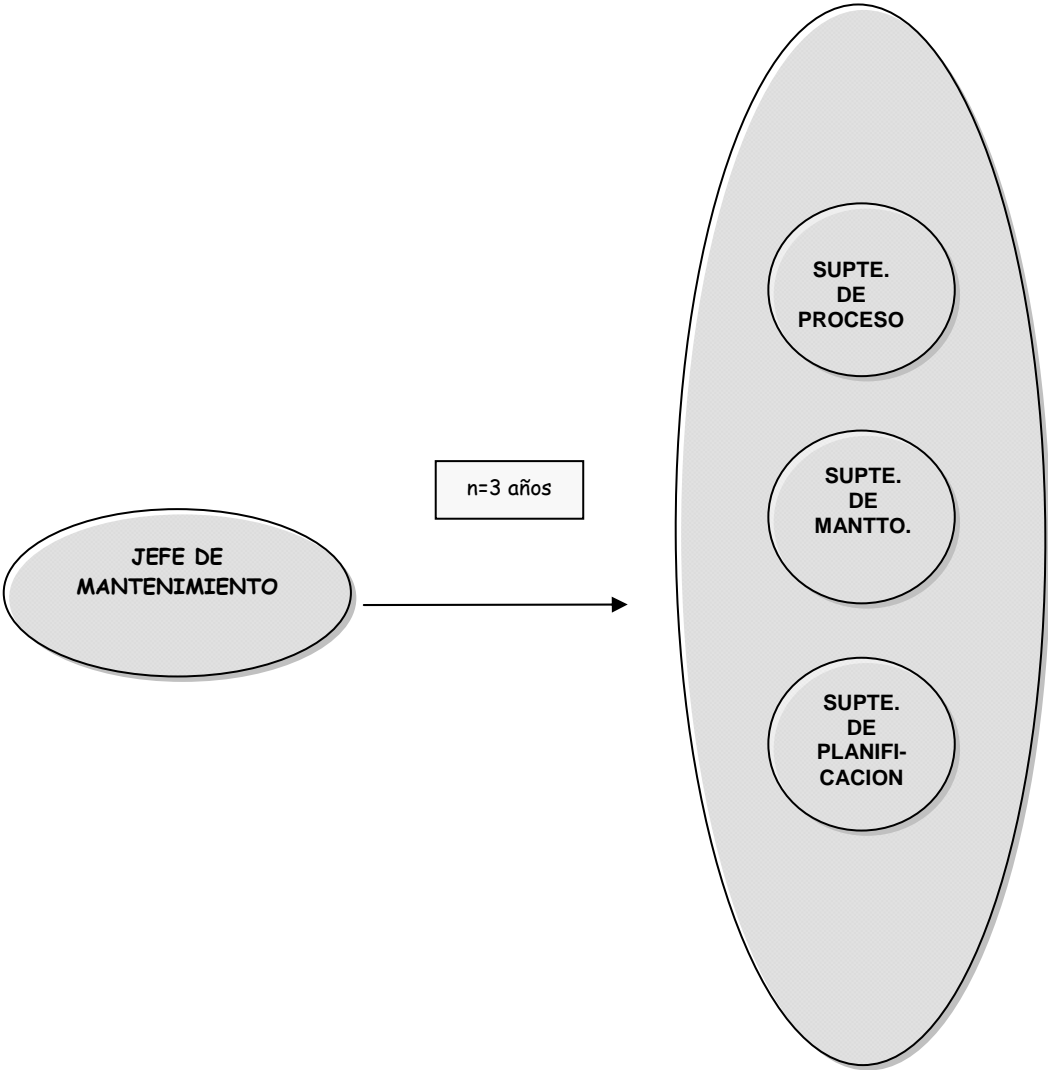 JEFE DE
MANTENIMIENTO
n=3 años
SUPTE.
DE
PROCESO
SUPTE.
DE
MANTTO.
SUPTE.
DE
PLANIFI-
CACION